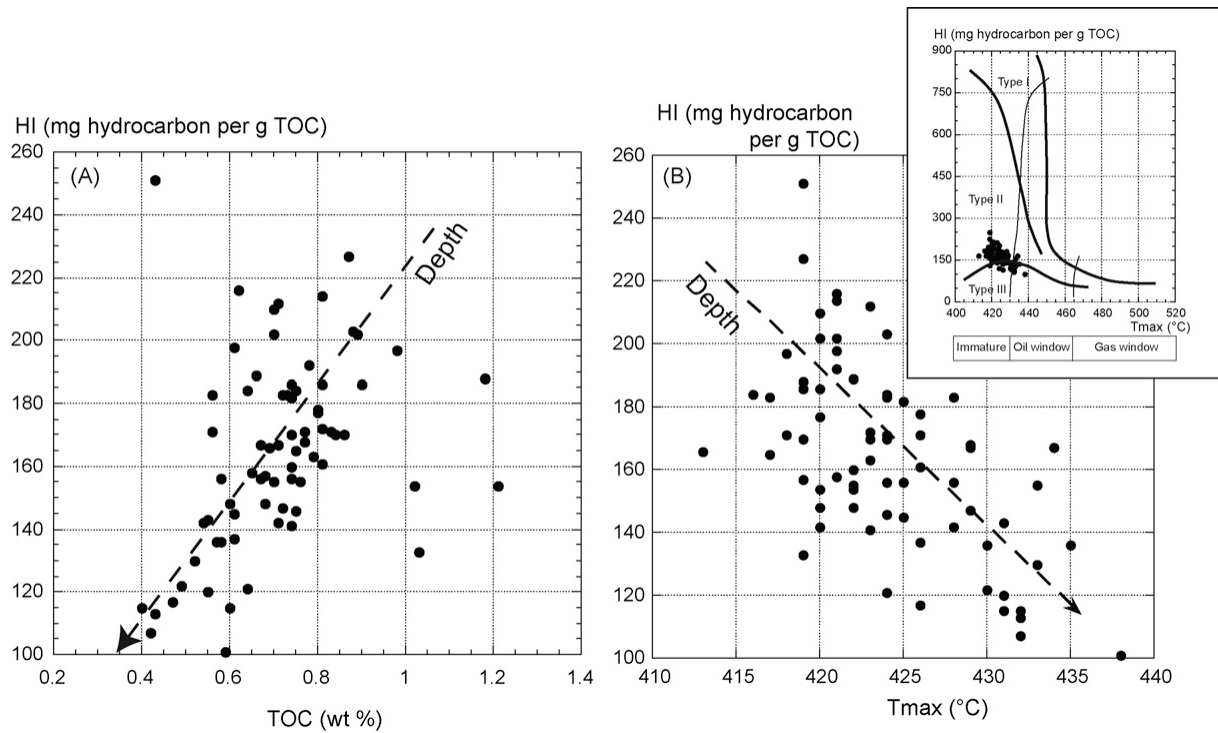 HI (mg hydrocarbon per g TOC)
260
240
220
200
180
160
140
120
100
(A)
Depth
0.2 0.4 0.6 0.8 1 1.2 1.4
TOC (wt %)
HI (mg hydrocarbon
per g TOC)
260
240
220
200
180
160
140
120
100
(B)
Depth
410 415 420 425 430 435 440
Tmax (°C)
HI (mg hydrocarbon per g TOC)
900
750
600
450
300
150
0
Type I
Type II
Type III
400 420 440 460 480 500 520
Tmax (°C)
Immature Oil window Gas window